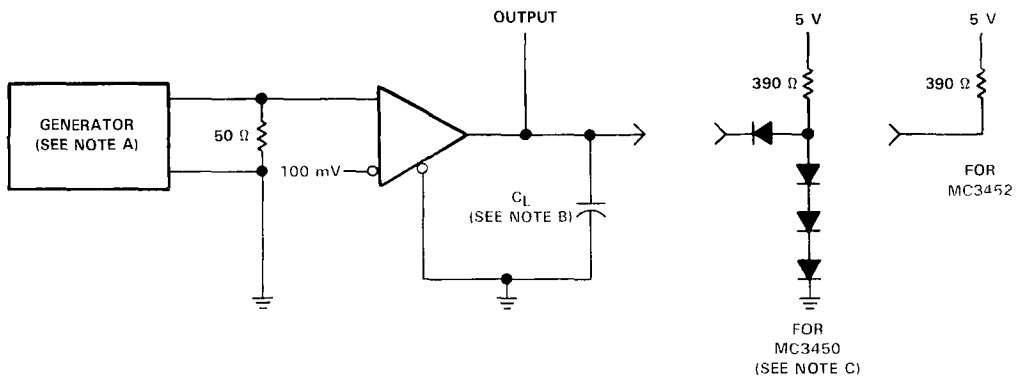 OUTPUT
5 V
5 V
390 Ω
390 Ω
GENERATOR
(SEE NOTE A)
50 Ω
100 mV
CL
(SEE NOTE B)
FOR
MC3452
FOR
MC3450
(SEE NOTE C)